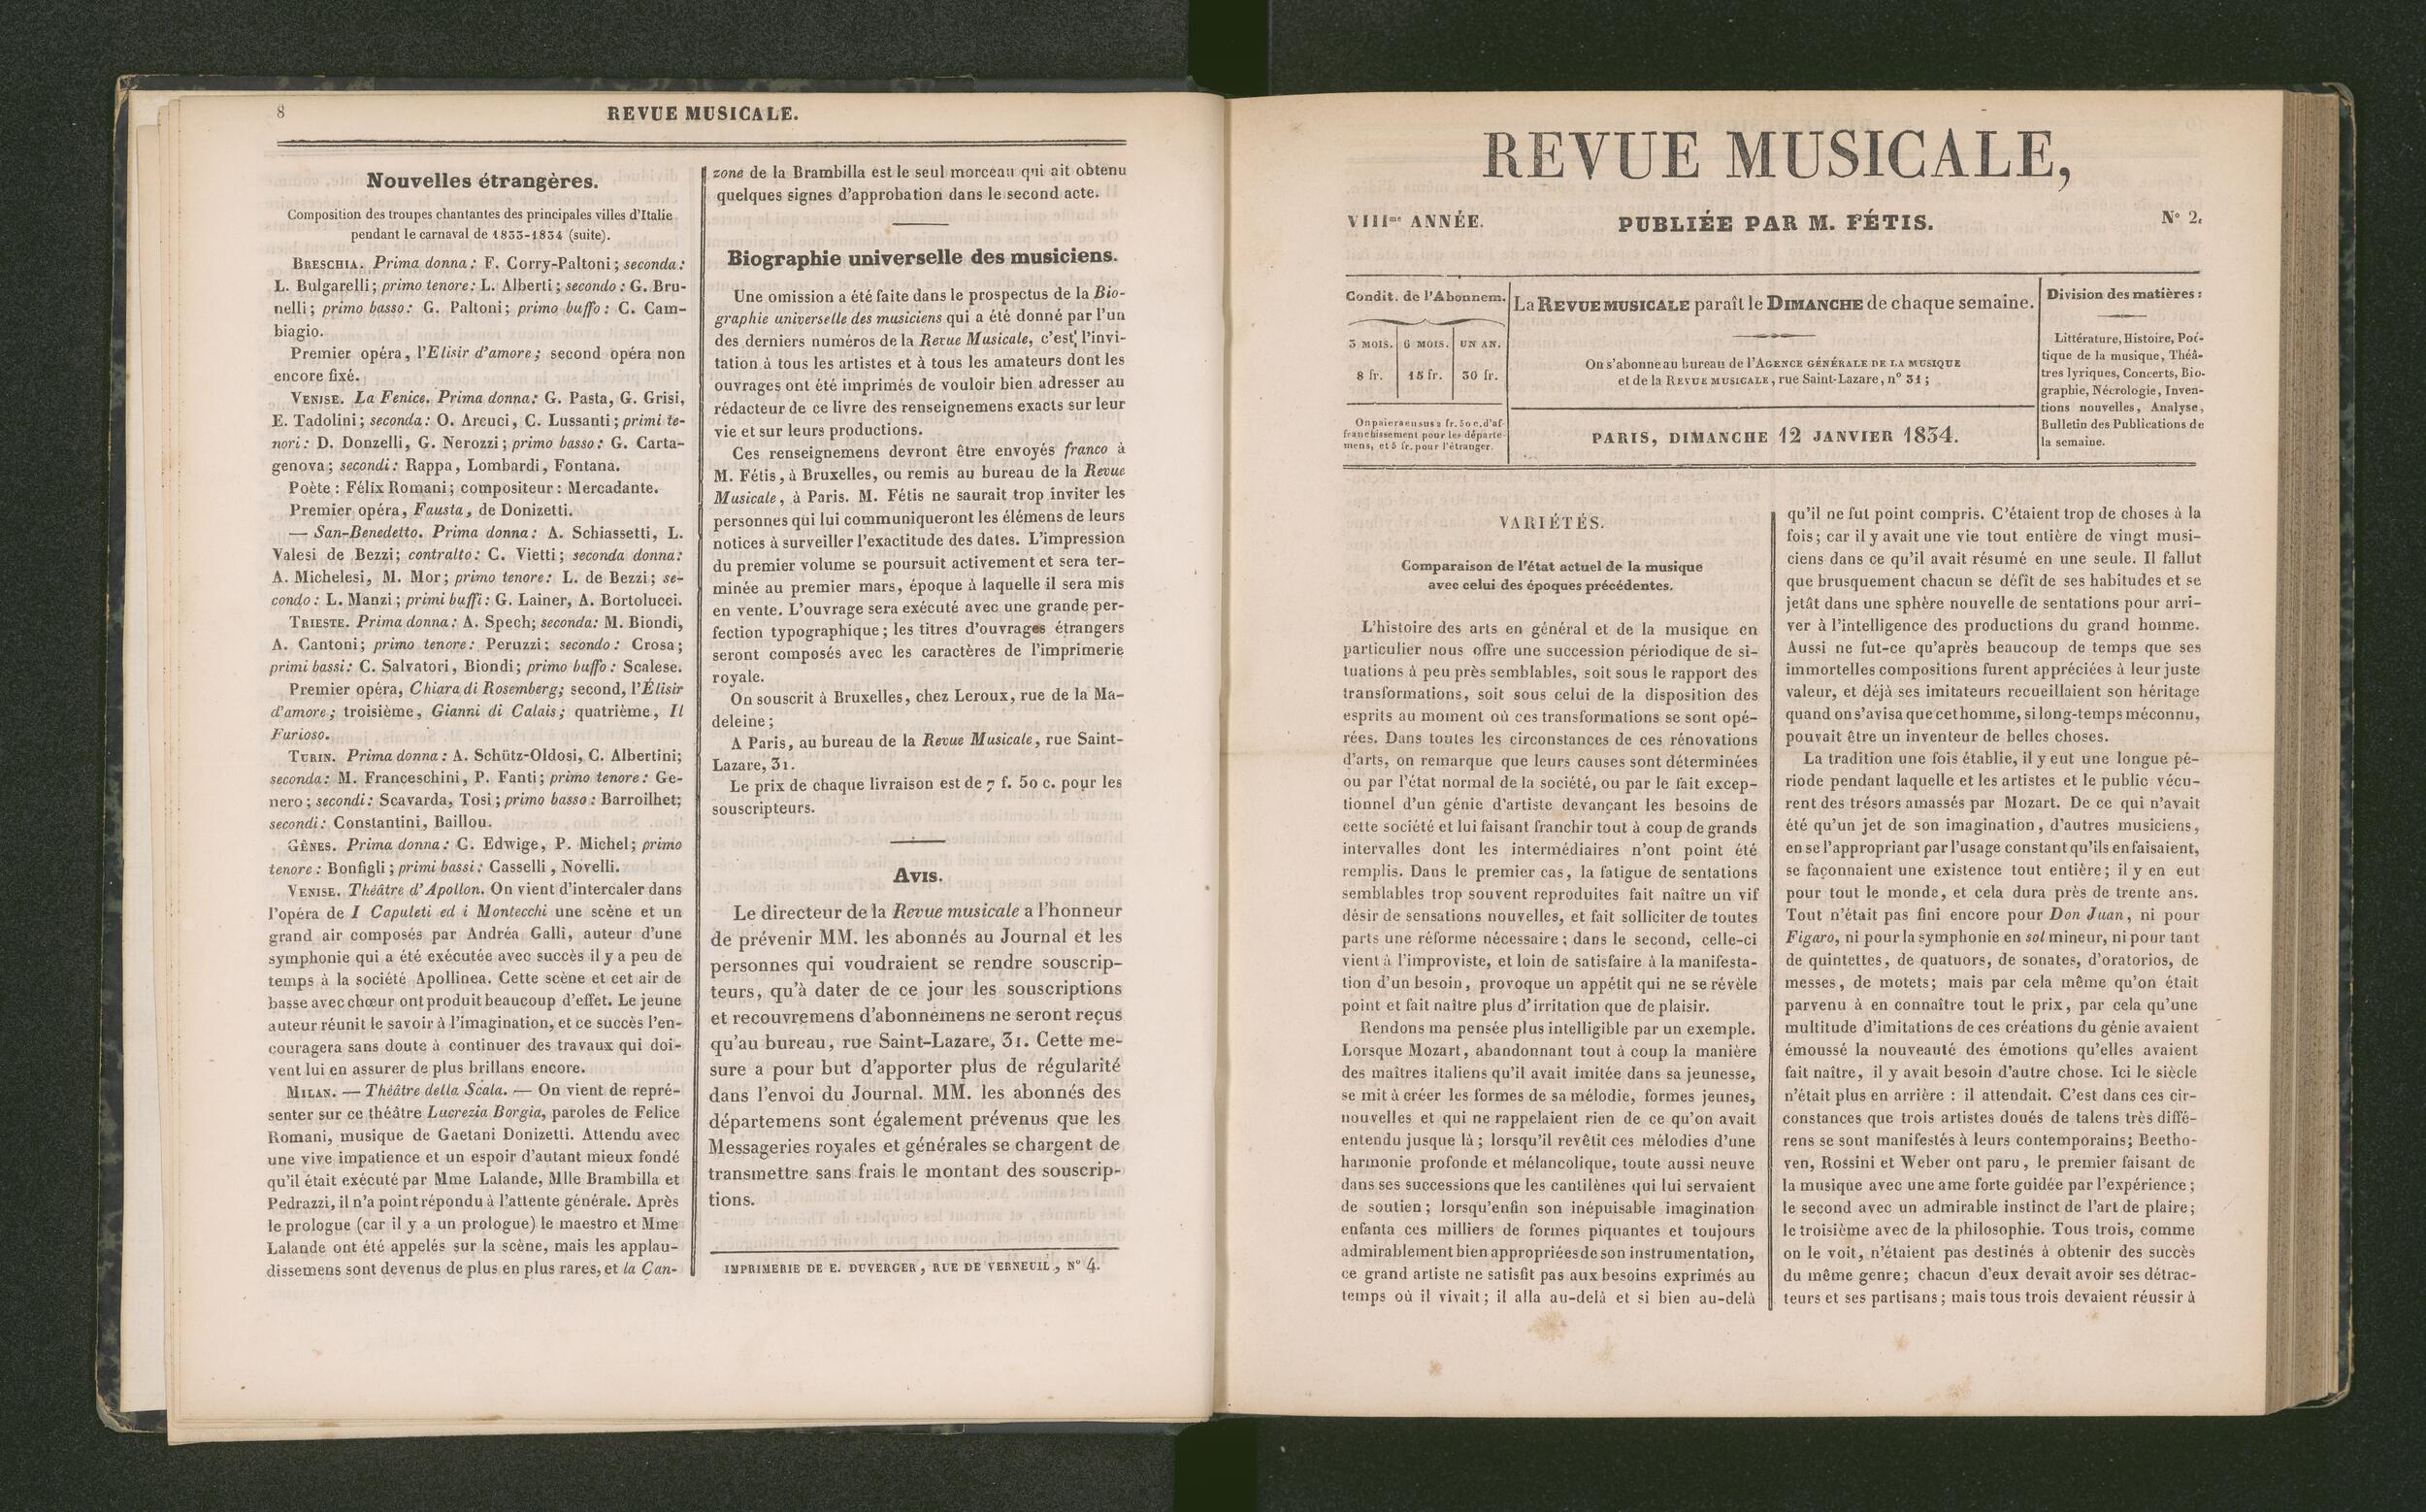 8
REVUE MUSICALE.
Nouvelles étrangères.
Composition des troupes chantantes des principales villes d'Italie
pendant le carnaval de 1833-1834 (suite).
BRESCHIA. Prima donna: F. Corry-Paltoni; seconda:
L. Bulgarelli; primo tenore: L. Alberti; secondo: G. Bru-
nelli; primo basso: G. Paltoni; primo buffo: C. Cam-
biagio.
Premier opéra, l'Elisir d'amore; second opéra non
encore fixé.
VENISE. La Fenice. Prima donna: G. Pasta, G. Grisi,
E. Tadolini; seconda: O. Arcuci, C. Lussanti; primi te-
nori: D. Donzelli, G. Nerozzi; primo basso: G. Carta-
genova; secondi: Rappa, Lombardi, Fontana.
Poète: Félix Romani; compositeur: Mercadante.
Premier opéra, Fausta, de Donizetti.
— San-Benedetto. Prima donna: A. Schiassetti, L.
Valesi de Bezzi; contralto: C. Vietti; seconda donna:
A. Michelesi, M. Mor; primo tenore: L. de Bezzi; se-
condo: L. Manzi; primi buffi: G. Lainer, A. Bortolucci.
TRIESTE. Prima donna: A. Spech; seconda: M. Biondi,
A. Cantoni; primo tenore: Peruzzi; secondo: Crosa;
primi bassi: C. Salvatori, Biondi; primo buffo: Scalese.
Premier opéra, Chiara di Rosemberg; second, l'Élisir
d'amore; troisième, Gianni di Calais; quatrième, Il
Furioso.
TURIN. Prima donna: A. Schütz-Oldosi, C. Albertini;
seconda: M. Franceschini, P. Fanti; primo tenore: Ge-
nero; secondi: Scavarda, Tosi; primo basso: Barroilhet;
secondi: Constantini, Baillou.
GÊNES. Prima donna: C. Edwige, P. Michel; primo
tenore: Bonfigli; primi bassi: Casselli, Novelli.
VENISE. Théâtre d'Apollon. On vient d'intercaler dans
l'opéra de I Capuleti ed i Montecchi une scène et un
grand air composés par Andréa Galli, auteur d'une
symphonie qui a été exécutée avec succès il y a peu de
temps à la société Apollinea. Cette scène et cet air de
basse avec chœur ont produit beaucoup d'effet. Le jeune
auteur réunit le savoir à l'imagination, et ce succès l'en-
couragera sans doute à continuer des travaux qui doi-
vent lui en assurer de plus brillans encore.
MILAN. — Théâtre della Scala. — On vient de repré-
senter sur ce théâtre Lucrezia Borgia, paroles de Felice
Romani, musique de Gaetani Donizetti. Attendu avec
une vive impatience et un espoir d'autant mieux fondé
qu'il était exécuté par Mme Lalande, Mlle Brambilla et
Pedrazzi, il n'a point répondu à l'attente générale. Après
le prologue (car il y a un prologue) le maestro et Mme
Lalande ont été appelés sur la scène, mais les applau-
dissemens sont devenus de plus en plus rares, et la Can-
zone de la Brambilla est le seul morceau qui ait obtenu
quelques signes d'approbation dans le second acte.
Biographie universelle des musiciens.
Une omission a été faite dans le prospectus de la Bio-
graphie universelle des musiciens qui a été donné par l'un
des derniers numéros de la Revue Musicale, c'est l'invi-
tation à tous les artistes et à tous les amateurs dont les
ouvrages ont été imprimés de vouloir bien adresser au
rédacteur de ce livre des renseignemens exacts sur leur
vie et sur leurs productions.
Ces renseignemens devront être envoyés franco à
M. Fétis, à Bruxelles, ou remis au bureau de la Revue
Musicale, à Paris. M. Fétis ne saurait trop inviter les
personnes qui lui communiqueront les élémens de leurs
notices à surveiller l'exactitude des dates. L'impression
du premier volume se poursuit activement et sera ter-
minée au premier mars, époque à laquelle il sera mis
en vente. L'ouvrage sera exécuté avec une grande per-
fection typographique; les titres d'ouvrages étrangers
seront composés avec les caractères de l'imprimerie
royale.
On souscrit à Bruxelles, chez Leroux, rue de la Ma-
deleine;
A Paris, au bureau de la Revue Musicale, rue Saint-
Lazare, 31.
Le prix de chaque livraison est de 7 f. 50 c. pour les
souscripteurs.
AVIS.
Le directeur de la Revue musicale a l'honneur
de prévenir MM. les abonnés au Journal et les
personnes qui voudraient se rendre souscrip-
teurs, qu'à dater de ce jour les souscriptions
et recouvremens d'abonnemens ne seront reçus
qu'au bureau, rue Saint-Lazare, 31. Cette me-
sure a pour but d'apporter plus de régularité
dans l'envoi du Journal. MM. les abonnés des
départemens sont également prévenus que les
Messageries royales et générales se chargent de
transmettre sans frais le montant des souscrip-
tions.
IMPRIMERIE DE E. DUVERGER, RUE DE VERNEUIL, N° 4.
REVUE MUSICALE,
VIIIme ANNÉE.
PUBLIÉE PAR M. FÉTIS.
N° 2.
Condit. de l'Abonnem.
3 MOIS. 6 MOIS. UN AN.
8 fr. 15 fr. 30 fr.
On paiera en sus 2 fr. 50 c. d'af
franchissement pour les départe-
mens, et 5 fr. pour l'étranger.
La REVUE MUSICALE paraît le DIMANCHE de chaque semaine.
On s'abonne au bureau de l'AGENCE GÉNÉRALE DE LA MUSIQUE
et de la REVUE MUSICALE, rue Saint-Lazare, n° 31;
PARIS, DIMANCHE 12 JANVIER 1834.
Division des matières:
Littérature, Histoire, Poé-
tique de la musique, Théâ-
tres lyriques, Concerts, Bio-
graphie, Nécrologie, Inven-
tions nouvelles, Analyse,
Bulletin des Publications de
la semaine.
VARIÉTÉS.
Comparaison de l'état actuel de la musique
avec celui des époques précédentes.
L'histoire des arts en général et de la musique en
particulier nous offre une succession périodique de si-
tuations à peu près semblables, soit sous le rapport des
transformations, soit sous celui de la disposition des
esprits au moment où ces transformations se sont opé-
rées. Dans toutes les circonstances de ces rénovations
d'arts, on remarque que leurs causes sont déterminées
ou par l'état normal de la société, ou par le fait excep-
tionnel d'un génie d'artiste devançant les besoins de
cette société et lui faisant franchir tout à coup de grands
intervalles dont les intermédiaires n'ont point été
remplis. Dans le premier cas, la fatigue de sentations
semblables trop souvent reproduites fait naître un vif
désir de sensations nouvelles, et fait solliciter de toutes
parts une réforme nécessaire; dans le second, celle-ci
vient à l'improviste, et loin de satisfaire à la manifesta-
tion d'un besoin, provoque un appétit qui ne se révèle
point et fait naître plus d'irritation que de plaisir.
Rendons ma pensée plus intelligible par un exemple.
Lorsque Mozart, abandonnant tout à coup la manière
des maîtres italiens qu'il avait imitée dans sa jeunesse,
se mit à créer les formes de sa mélodie, formes jeunes,
nouvelles et qui ne rappelaient rien de ce qu'on avait
entendu jusque là; lorsqu'il revêtit ces mélodies d'une
harmonie profonde et mélancolique, toute aussi neuve
dans ses successions que les cantilènes qui lui servaient
de soutien; lorsqu'enfin son inépuisable imagination
enfanta ces milliers de formes piquantes et toujours
admirablement bien appropriées de son instrumentation,
ce grand artiste ne satisfit pas aux besoins exprimés au
temps où il vivait; il alla au-delà et si bien au-delà
qu'il ne fut point compris. C'étaient trop de choses à la
fois; car il y avait une vie tout entière de vingt musi-
ciens dans ce qu'il avait résumé en une seule. Il fallut
que brusquement chacun se défît de ses habitudes et se
jetât dans une sphère nouvelle de sentations pour arri-
ver à l'intelligence des productions du grand homme.
Aussi ne fut-ce qu'après beaucoup de temps que ses
immortelles compositions furent appréciées à leur juste
valeur, et déjà ses imitateurs recueillaient son héritage
quand on s'avisa que cet homme, si long-temps méconnu,
pouvait être un inventeur de belles choses.
La tradition une fois établie, il y eut une longue pé-
riode pendant laquelle et les artistes et le public vécu-
rent des trésors amassés par Mozart. De ce qui n'avait
été qu'un jet de son imagination, d'autres musiciens,
en se l'appropriant par l'usage constant qu'ils en faisaient,
se façonnaient une existence tout entière; il y en eut
pour tout le monde, et cela dura près de trente ans.
Tout n'était pas fini encore pour Don Juan, ni pour
Figaro, ni pour la symphonie en sol mineur, ni pour tant
de quintettes, de quatuors, de sonates, d'oratorios, de
messes, de motets; mais par cela même qu'on était
parvenu à en connaître tout le prix, par cela qu'une
multitude d'imitations de ces créations du génie avaient
émoussé la nouveauté des émotions qu'elles avaient
fait naître, il y avait besoin d'autre chose. Ici le siècle
n'était plus en arrière: il attendait. C'est dans ces cir-
constances que trois artistes doués de talens très diffé-
rens se sont manifestés à leurs contemporains; Beetho-
ven, Rossini et Weber ont paru, le premier faisant de
la musique avec une ame forte guidée par l'expérience;
le second avec un admirable instinct de l'art de plaire;
le troisième avec de la philosophie. Tous trois, comme
on le voit, n'étaient pas destinés à obtenir des succès
du même genre; chacun d'eux devait avoir ses détrac-
teurs et ses partisans; mais tous trois devaient réussir à